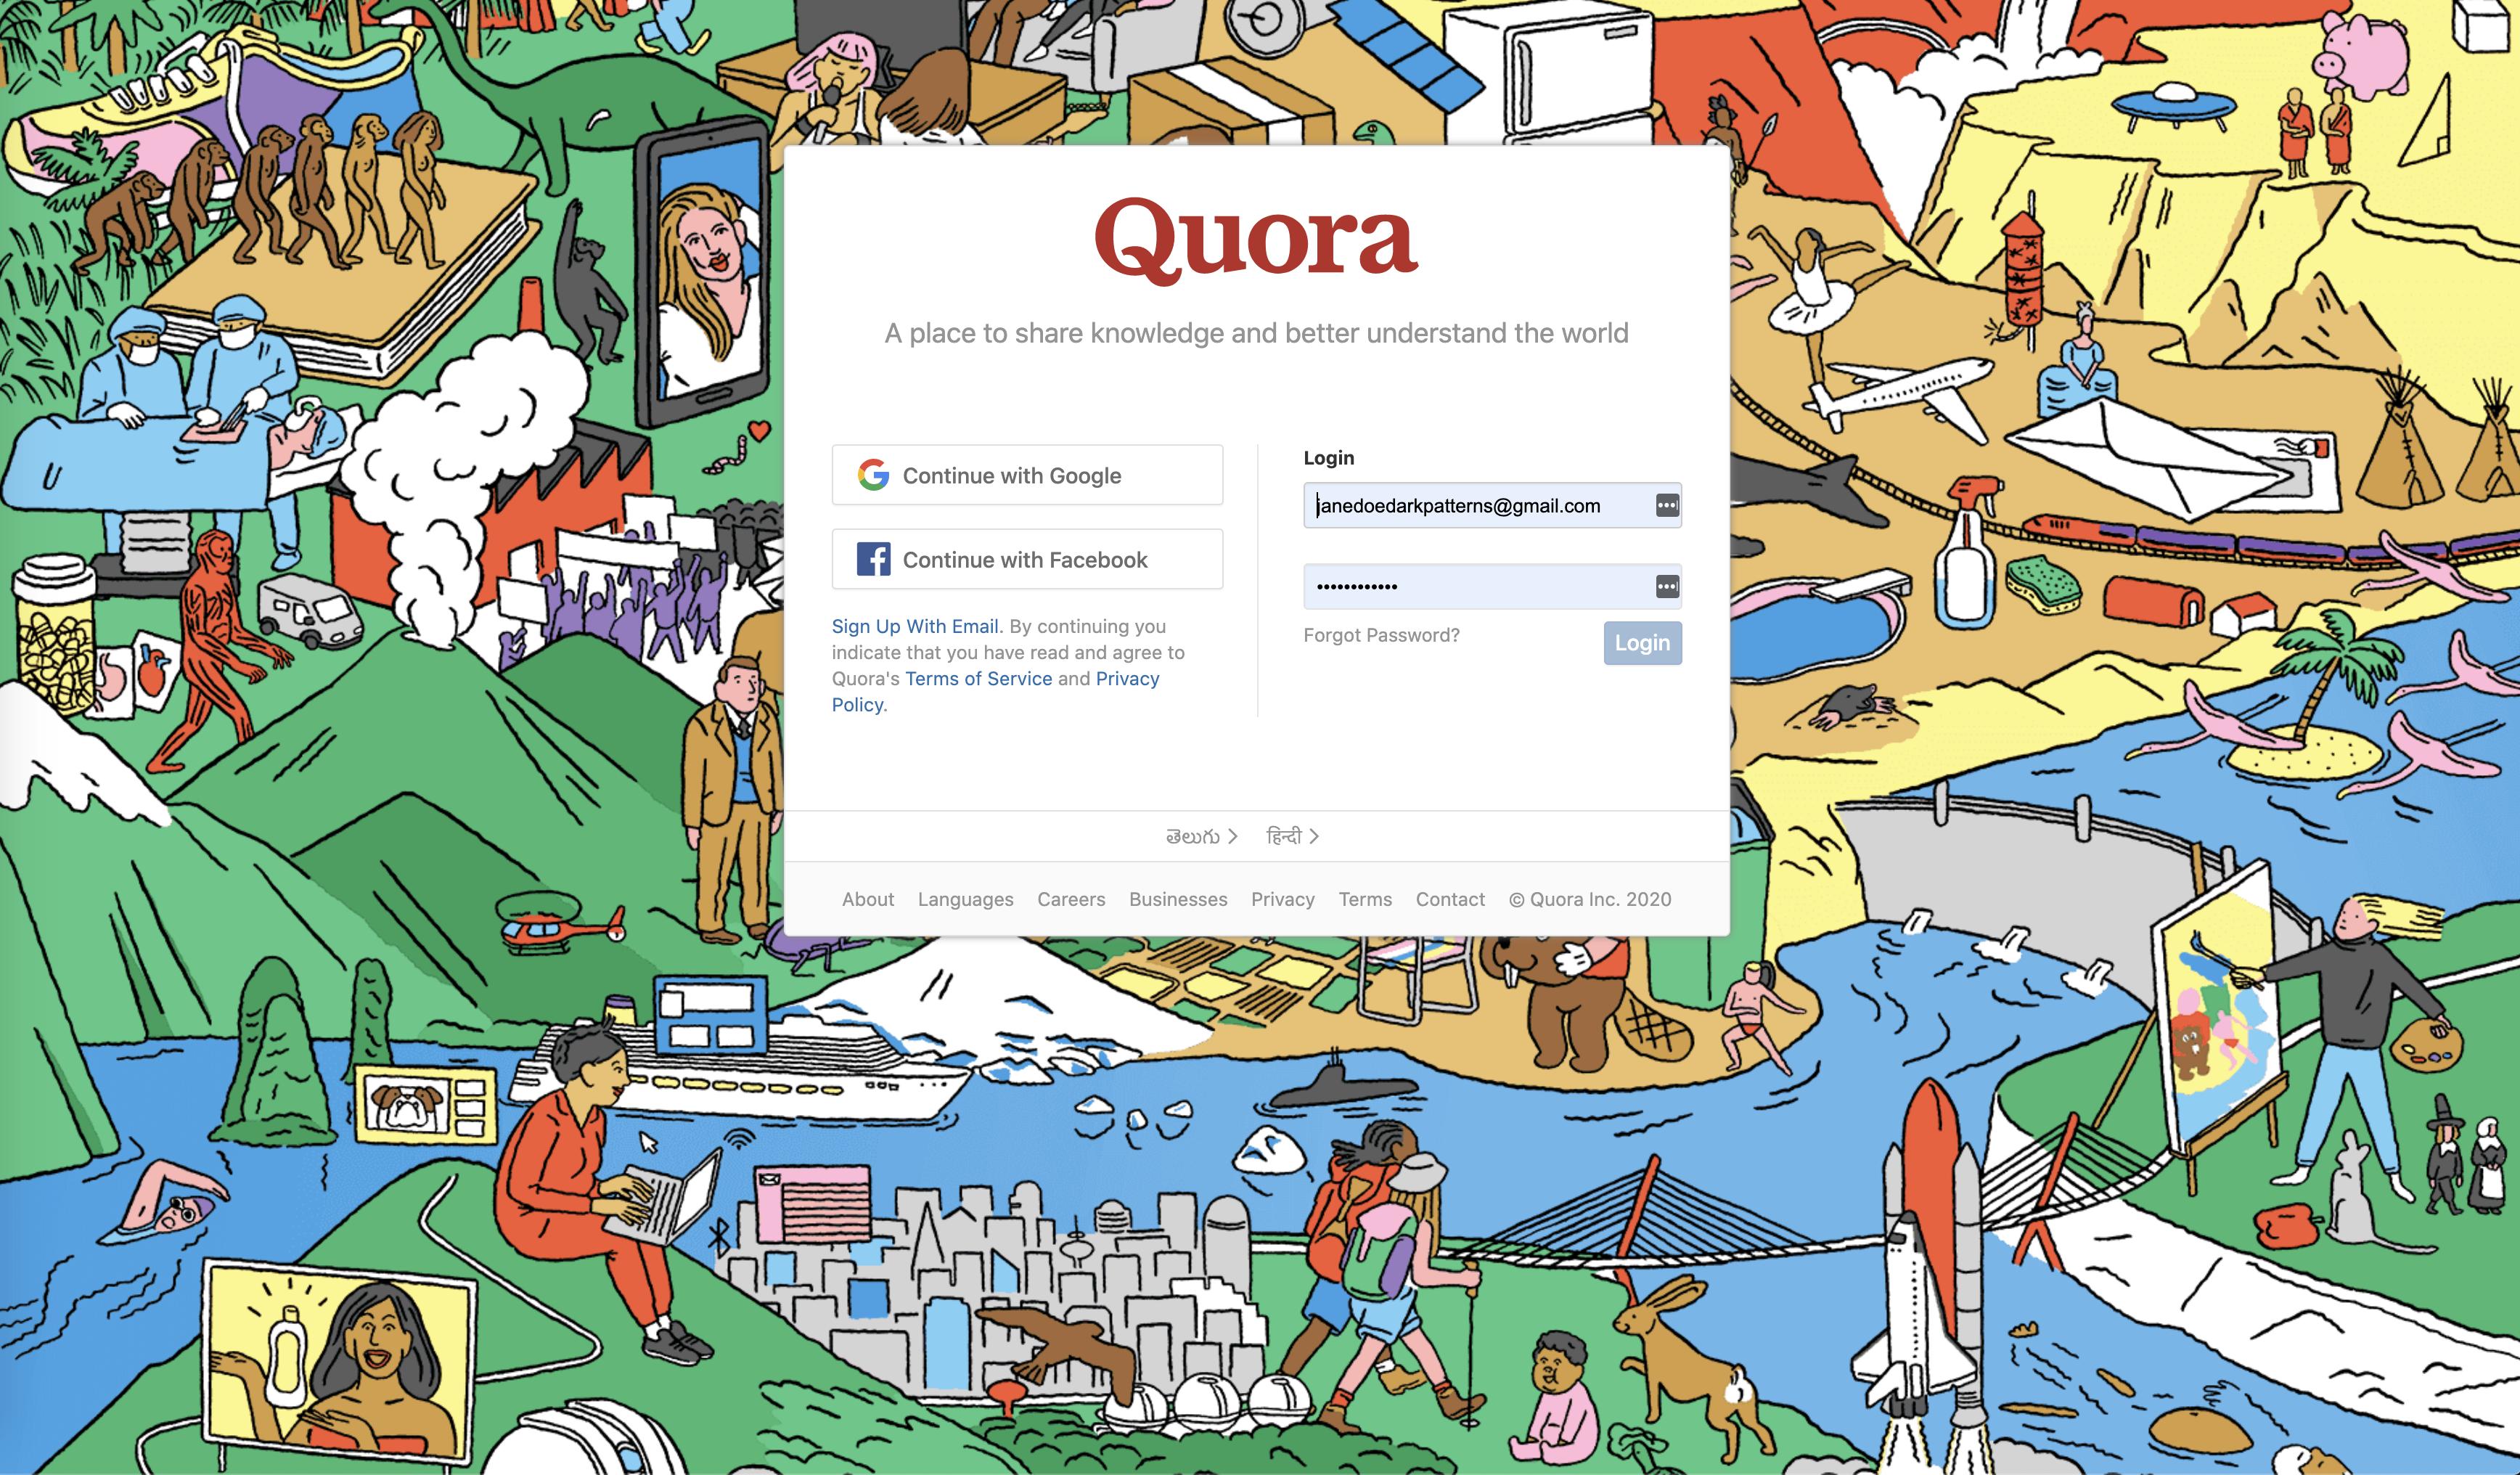 Quora
A place to share knowledge and better understand the world
Continue with Google
Continue with Facebook
Sign Up With Email. By continuing you
indicate that you have read and agree to
Quora's Terms of Service and Privacy
Policy.
Login
janedoedarkpatterns@gmail.com
••••••••••••
Forgot Password?
Login
తెలుగు >
हिन्दी >
About
Languages
Careers
Businesses
Privacy
Terms
Contact
© Quora Inc. 2020